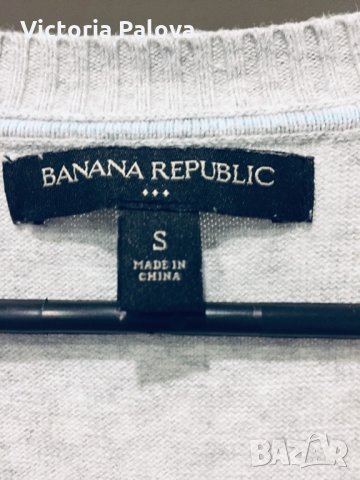 Victoria Palova
BANANA REPUBLIC
S
MADE IN
CHINA
BAZAR